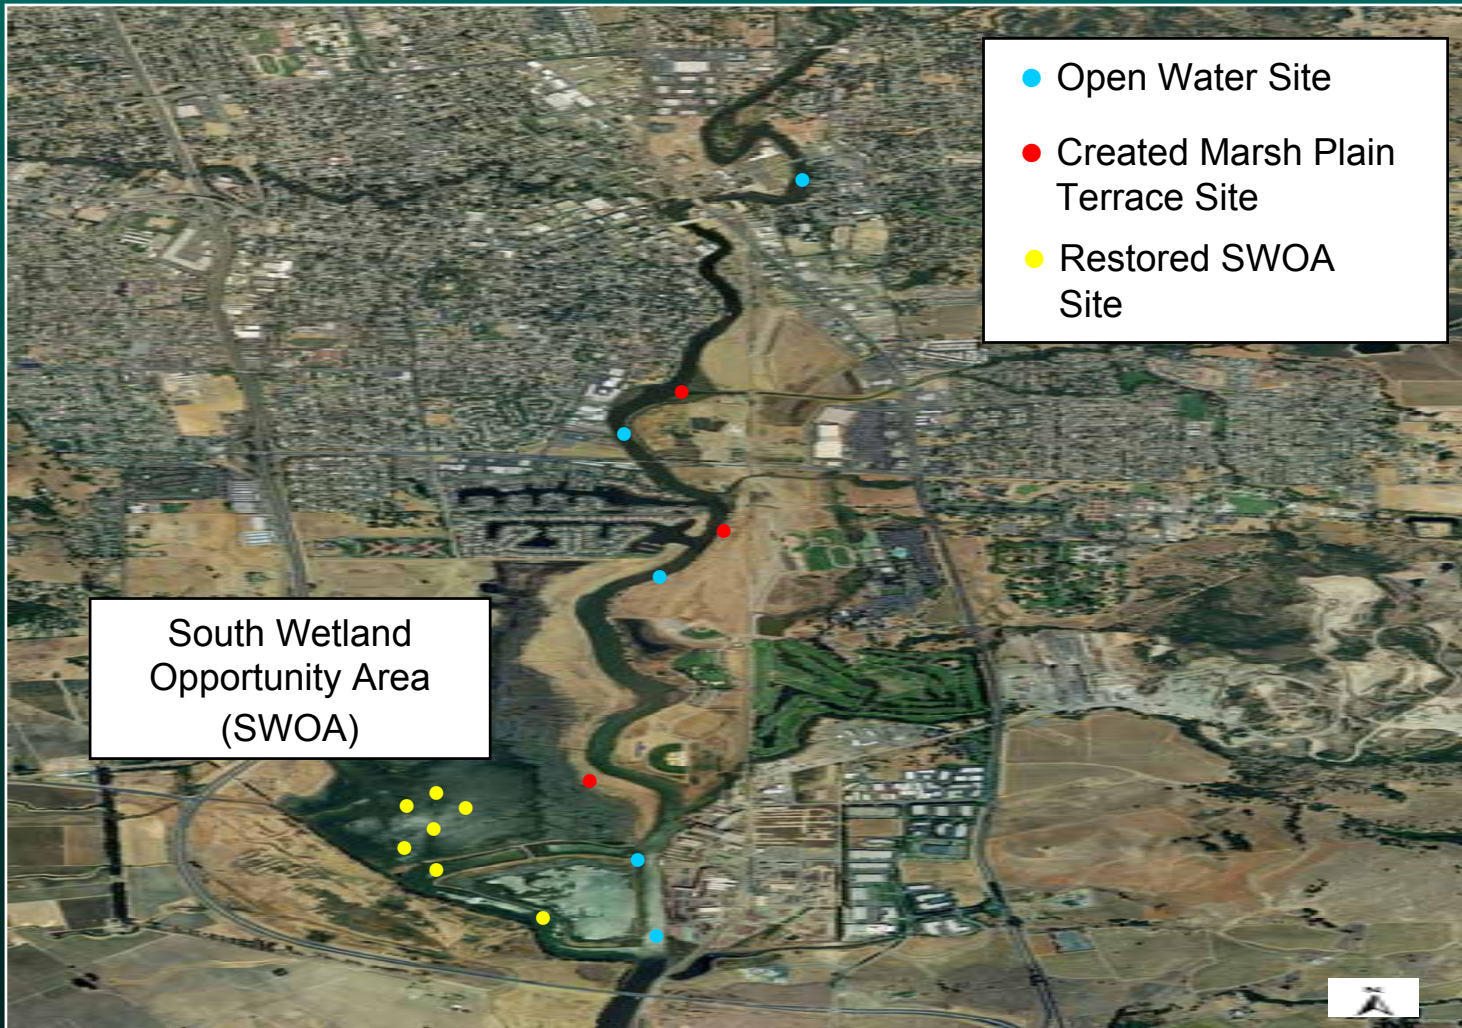 Open Water Site
Created Marsh Plain
Terrace Site
Restored SWOA
Site
South Wetland
Opportunity Area
(SWOA)